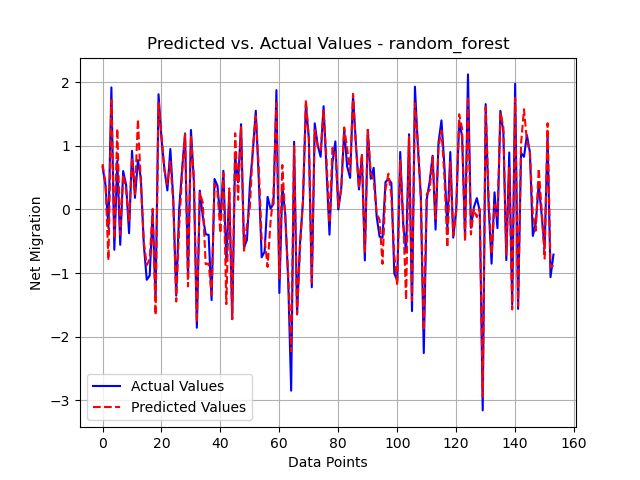 Predicted vs. Actual Values - random_forest
2
1
0
−1
−2
−3
Net Migration
Actual Values
Predicted Values
0 20 40 60 80 100 120 140 160
Data Points